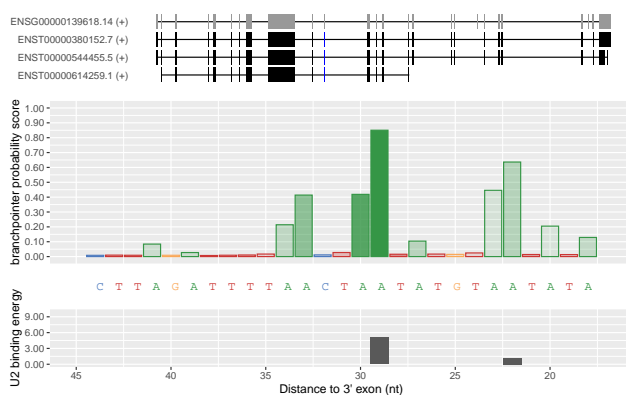 ENSG00000139618.14 (+)
ENST00000380152.7 (+)
ENST00000544455.5 (+)
ENST00000614259.1 (+)
branchpointer probability score
1.00
0.90
0.80
0.70
0.60
0.50
0.40
0.30
0.20
0.10
0.00
C T T A G A T T T T A A C T A A T A T G T A A T A T A
U2 binding energy
9.00
6.00
3.00
0.00
45 40 35 30 25 20
Distance to 3' exon (nt)